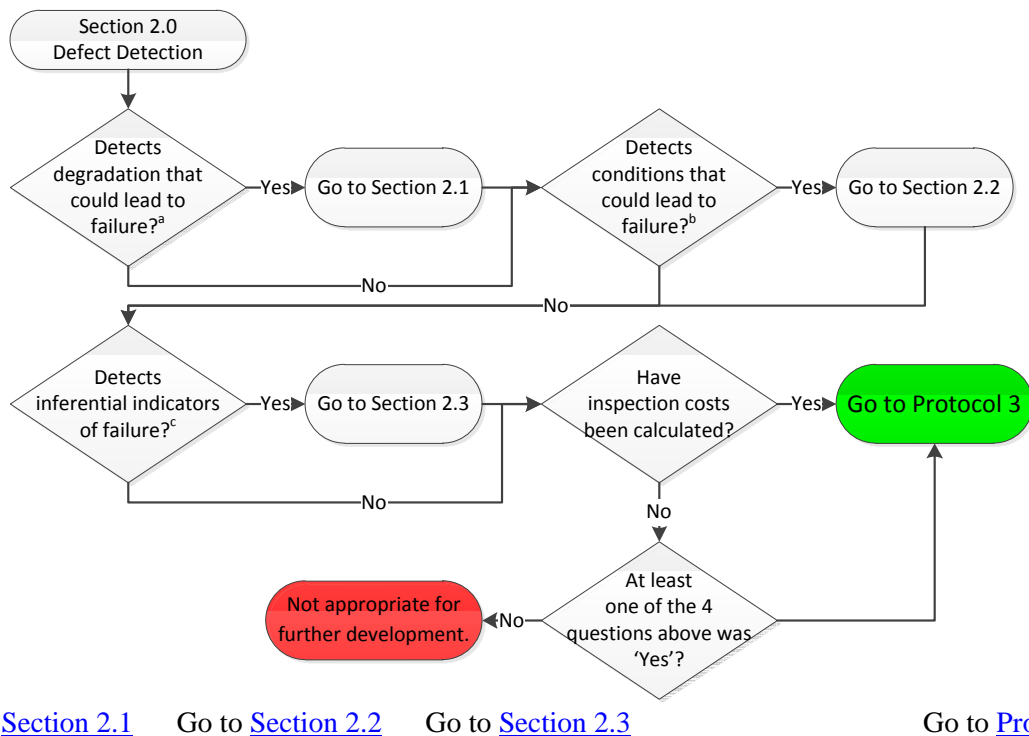 Section 2.0
Defect Detection
Detects
degradation that
could lead to
failure?ᵃ
Yes
Go to Section 2.1
No
Detects
conditions that
could lead to
failure?ᵇ
Yes
Go to Section 2.2
No
Detects
inferential indicators
of failure?ᶜ
Yes
Go to Section 2.3
No
Have
inspection costs
been calculated?
Yes
Go to Protocol 3
No
At least
one of the 4
questions above was
‘Yes’?
No
Not appropriate for
further development.
Section 2.1 Go to Section 2.2 Go to Section 2.3 Go to Pro